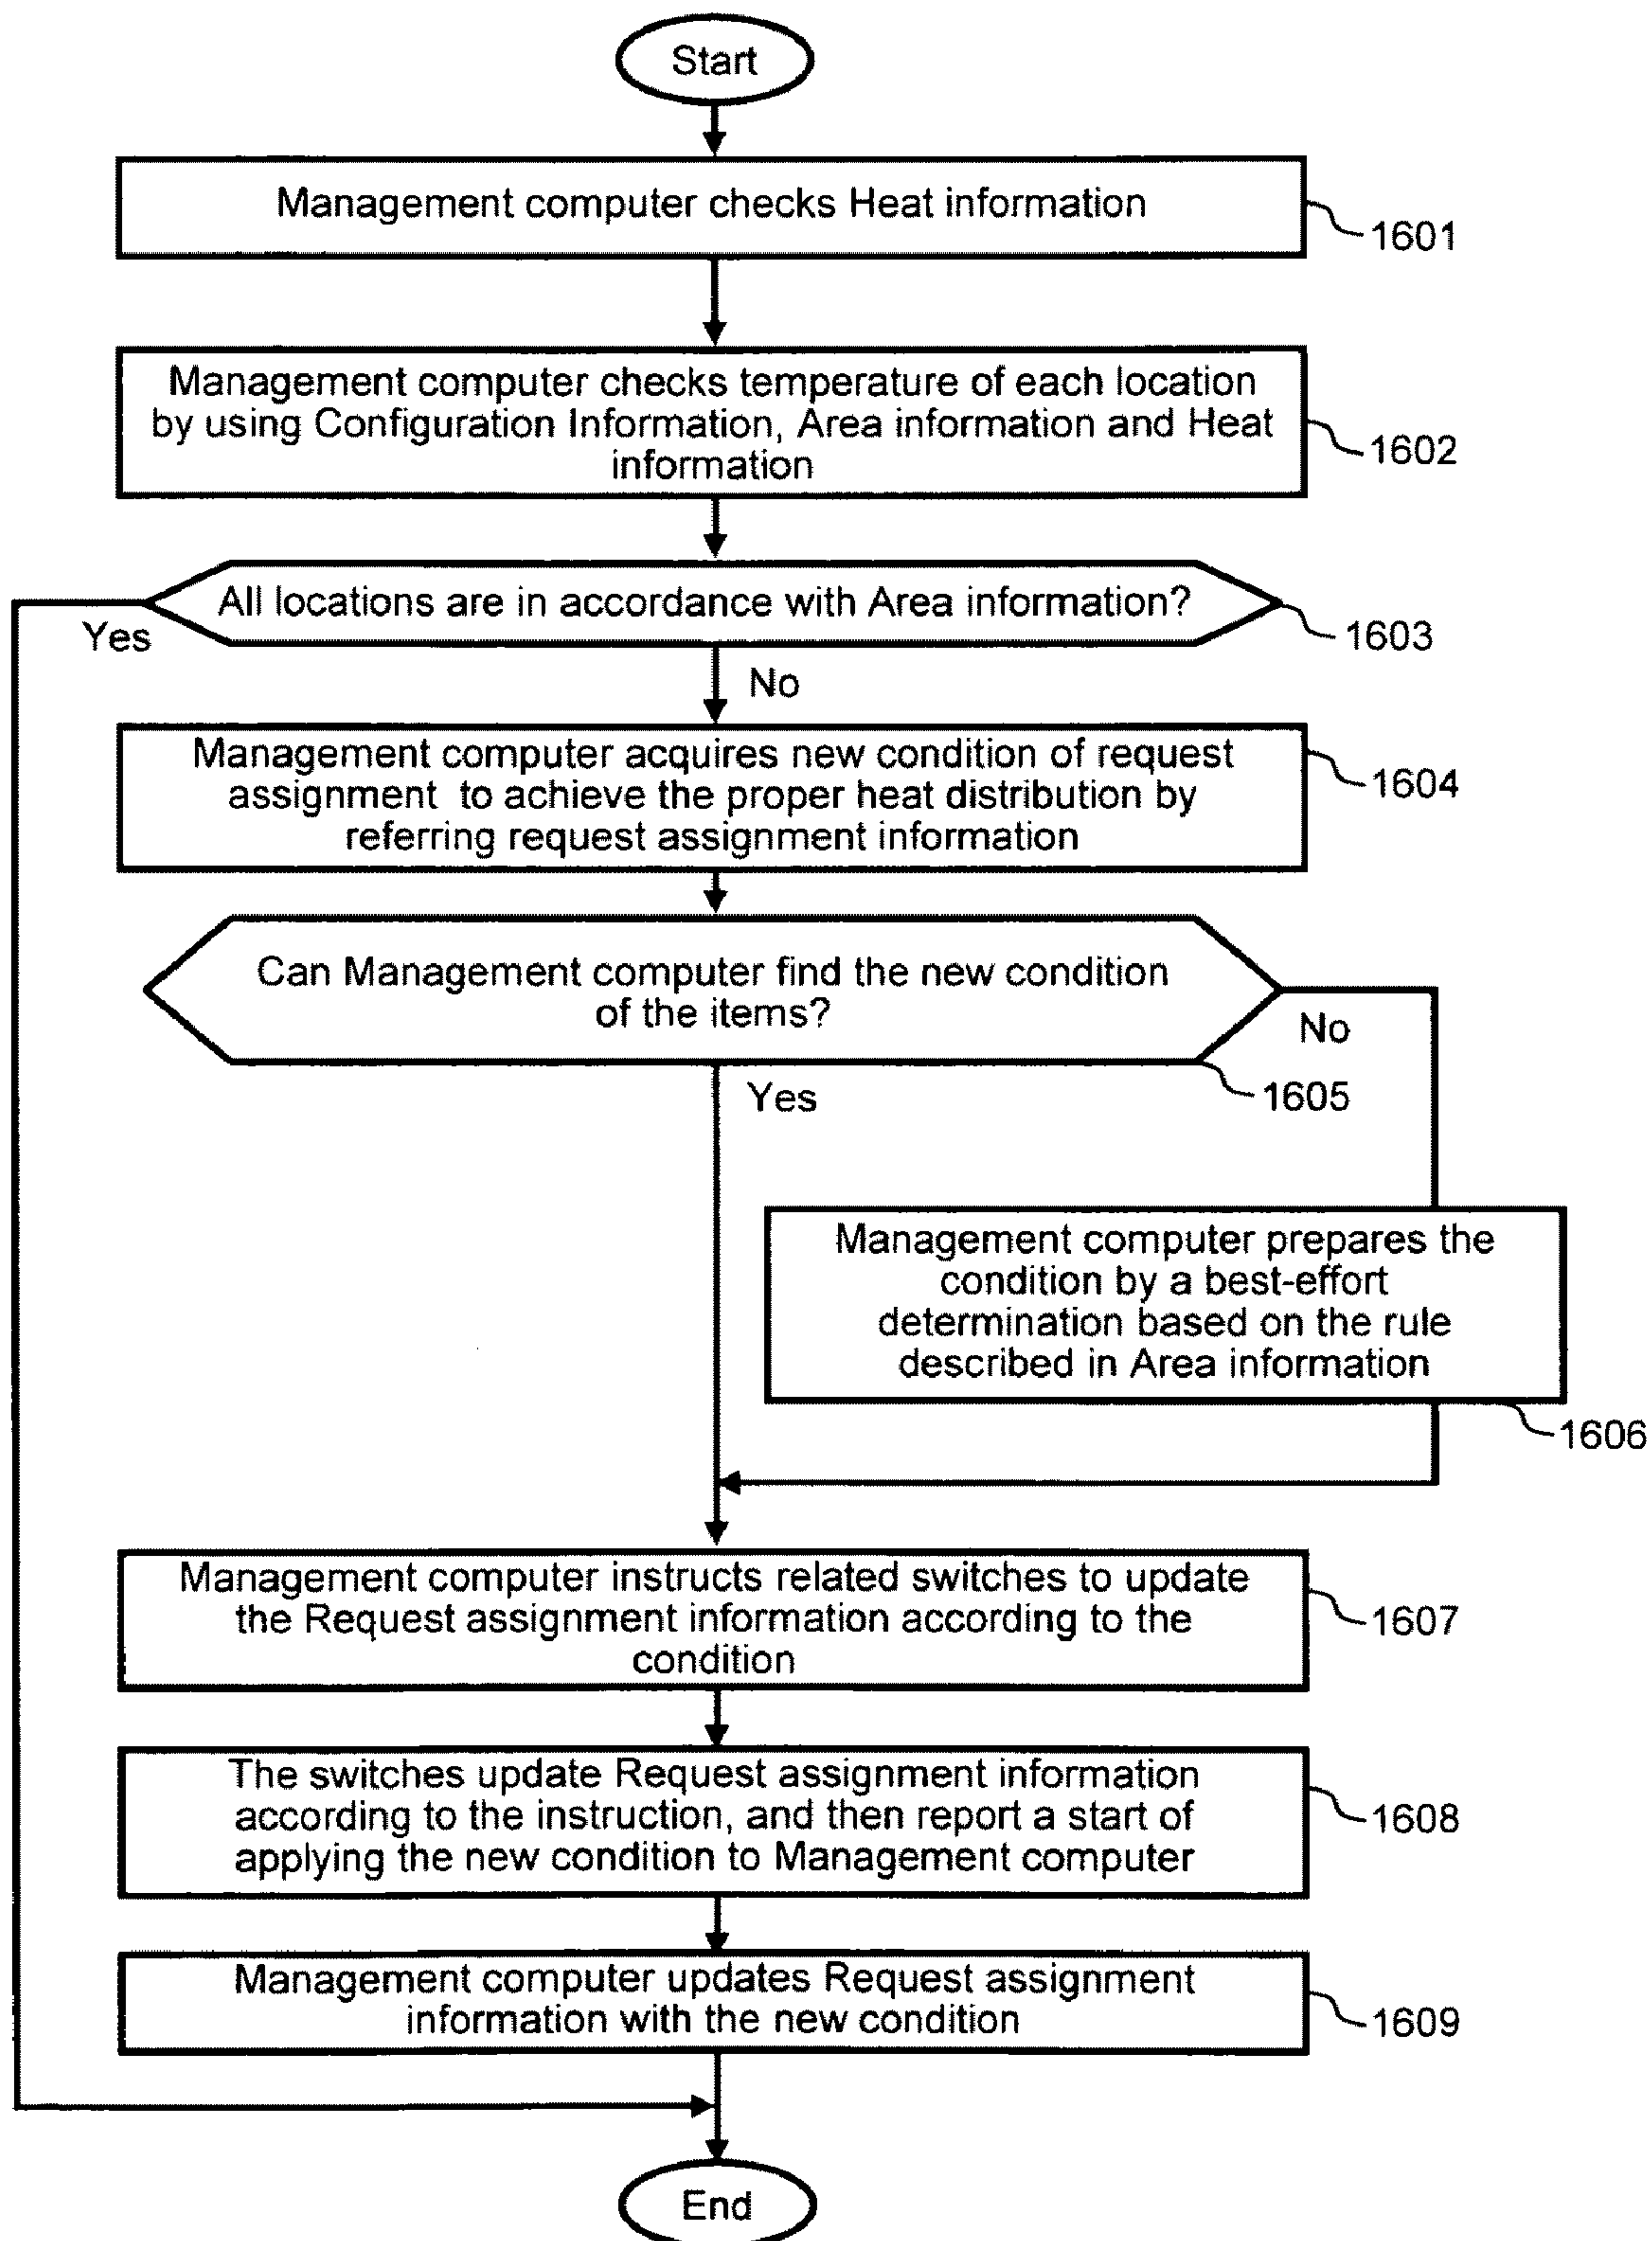 Start
Management computer checks Heat information
1601
Management computer checks temperature of each location
by using Configuration Information, Area information and Heat
information
1602
All locations are in accordance with Area information?
1603
Yes
No
Management computer acquires new condition of request
assignment to achieve the proper heat distribution by
referring request assignment information
1604
Can Management computer find the new condition
of the items?
No
1605
Yes
Management computer prepares the
condition by a best-effort
determination based on the rule
described in Area information
1606
Management computer instructs related switches to update
the Request assignment information according to the
condition
1607
The switches update Request assignment information
according to the instruction, and then report a start of
applying the new condition to Management computer
1608
Management computer updates Request assignment
information with the new condition
1609
End